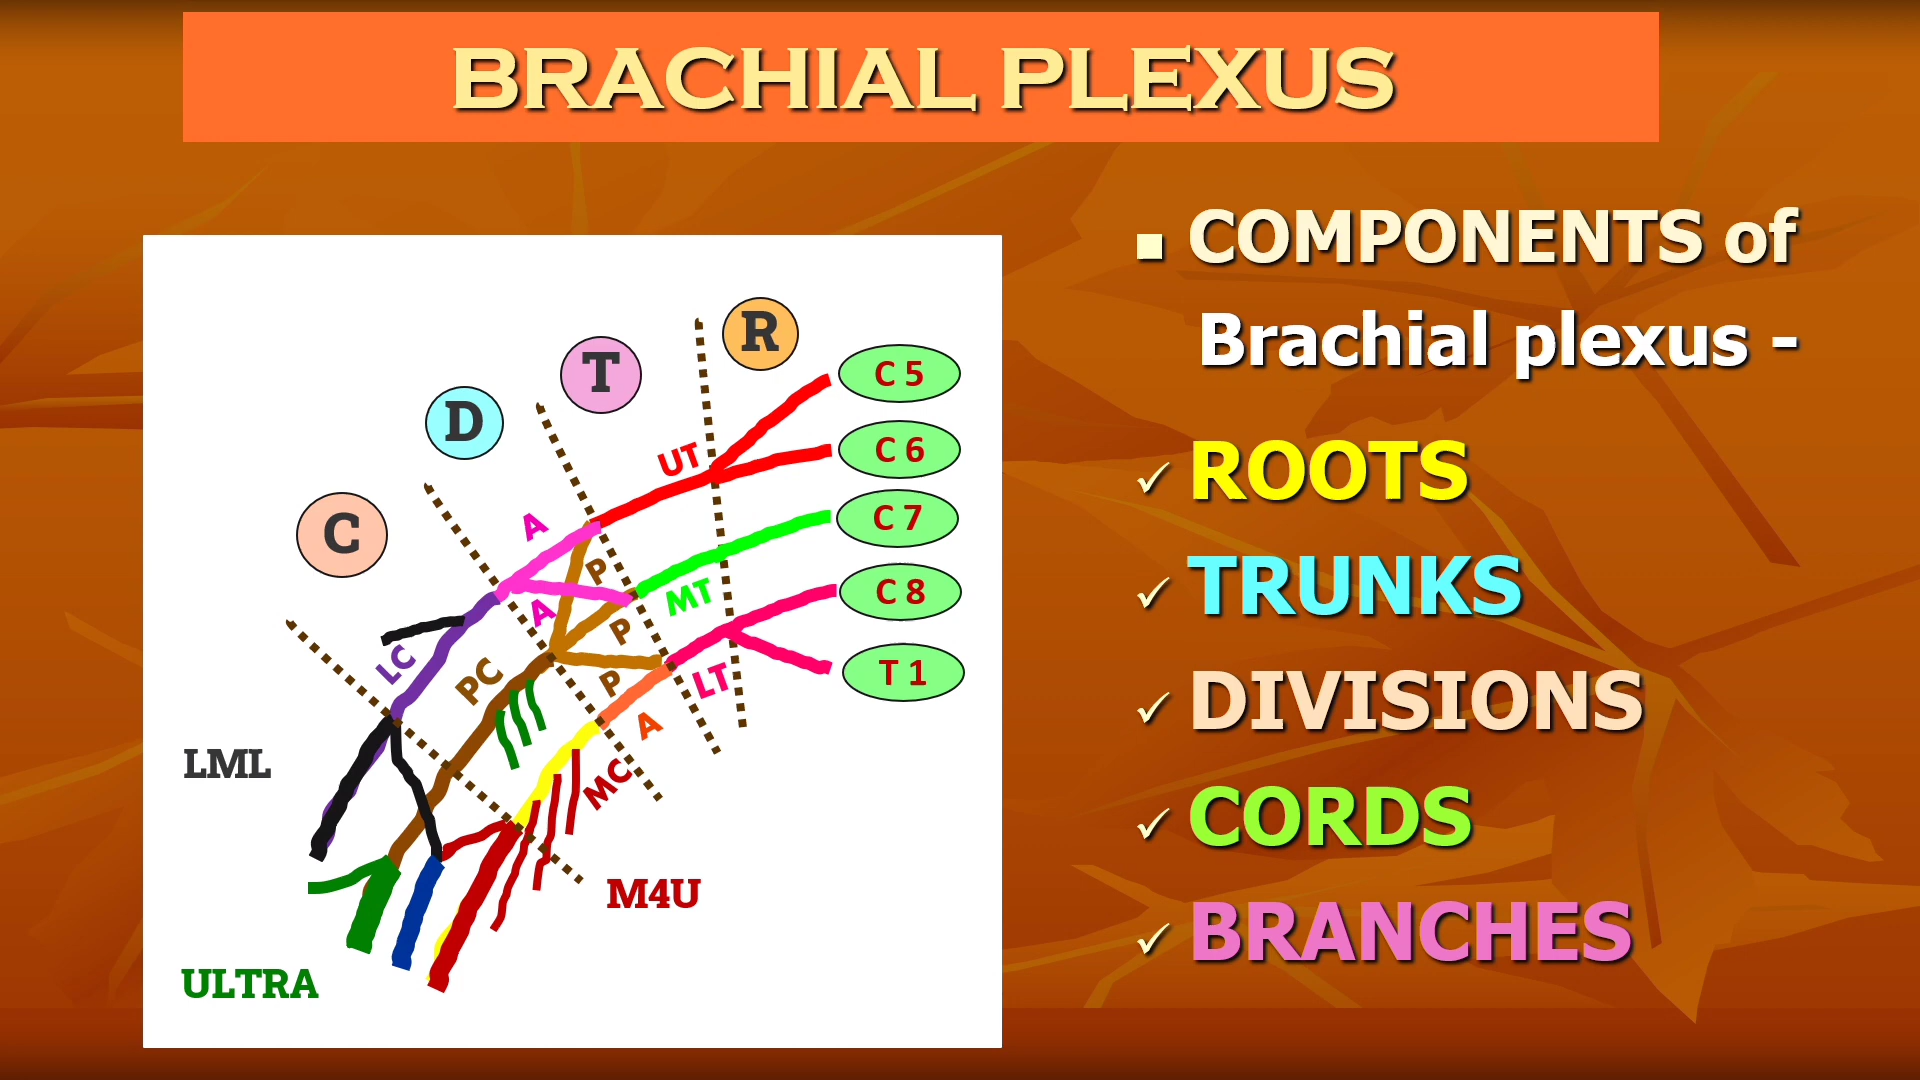 BRACHIAL PLEXUS
R
T
D
C
C 5
C 6
C 7
C 8
T 1
UT
MT
LT
A
A
P
P
P
A
LC
PC
MC
LML
M4U
ULTRA
COMPONENTS of
Brachial plexus -
ROOTS
TRUNKS
DIVISIONS
CORDS
BRANCHES